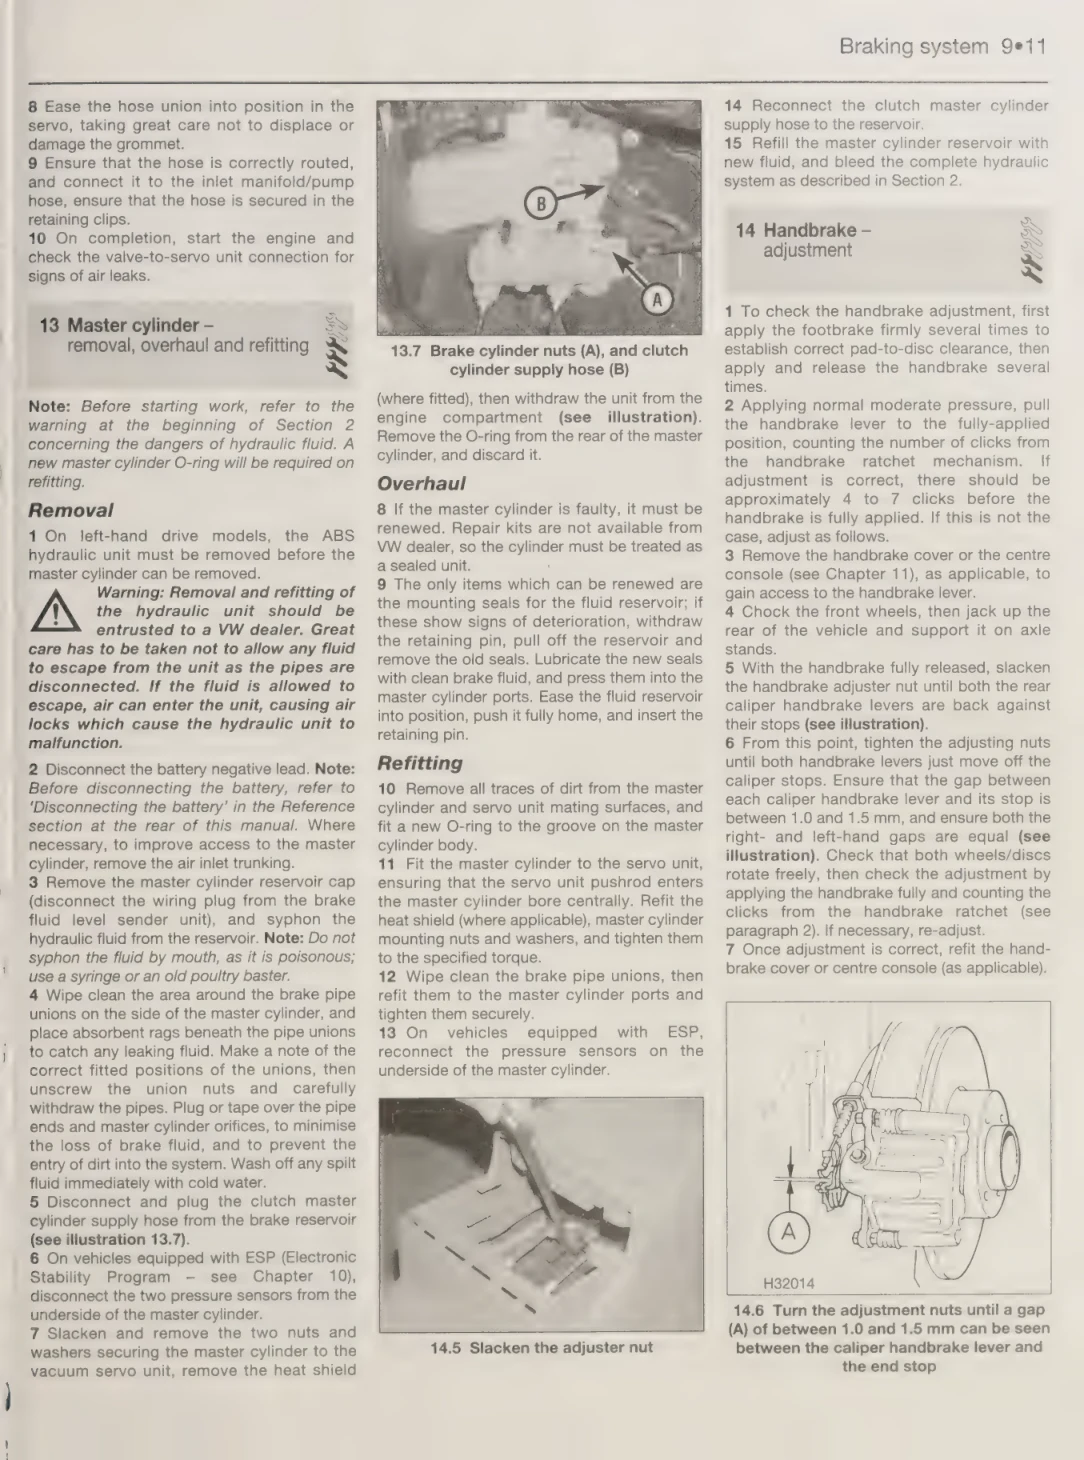 Braking system 9•11
8 Ease the hose union into position in the
servo, taking great care not to displace or
damage the grommet.
9 Ensure that the hose is correctly routed,
and connect it to the inlet manifold/pump
hose, ensure that the hose is secured in the
retaining clips.
10 On completion, start the engine and
check the valve-to-servo unit connection for
signs of air leaks.
13 Master cylinder –
removal, overhaul and refitting
Note: Before starting work, refer to the
warning at the beginning of Section 2
concerning the dangers of hydraulic fluid. A
new master cylinder O-ring will be required on
refitting.
Removal
1 On left-hand drive models, the ABS
hydraulic unit must be removed before the
master cylinder can be removed.
Warning: Removal and refitting of
the hydraulic unit should be
entrusted to a VW dealer. Great
care has to be taken not to allow any fluid
to escape from the unit as the pipes are
disconnected. If the fluid is allowed to
escape, air can enter the unit, causing air
locks which cause the hydraulic unit to
malfunction.
2 Disconnect the battery negative lead. Note:
Before disconnecting the battery, refer to
'Disconnecting the battery' in the Reference
section at the rear of this manual. Where
necessary, to improve access to the master
cylinder, remove the air inlet trunking.
3 Remove the master cylinder reservoir cap
(disconnect the wiring plug from the brake
fluid level sender unit), and syphon the
hydraulic fluid from the reservoir. Note: Do not
syphon the fluid by mouth, as it is poisonous;
use a syringe or an old poultry baster.
4 Wipe clean the area around the brake pipe
unions on the side of the master cylinder, and
place absorbent rags beneath the pipe unions
to catch any leaking fluid. Make a note of the
correct fitted positions of the unions, then
unscrew the union nuts and carefully
withdraw the pipes. Plug or tape over the pipe
ends and master cylinder orifices, to minimise
the loss of brake fluid, and to prevent the
entry of dirt into the system. Wash off any spilt
fluid immediately with cold water.
5 Disconnect and plug the clutch master
cylinder supply hose from the brake reservoir
(see illustration 13.7).
6 On vehicles equipped with ESP (Electronic
Stability Program – see Chapter 10),
disconnect the two pressure sensors from the
underside of the master cylinder.
7 Slacken and remove the two nuts and
washers securing the master cylinder to the
vacuum servo unit, remove the heat shield
B
A
13.7 Brake cylinder nuts (A), and clutch
cylinder supply hose (B)
(where fitted), then withdraw the unit from the
engine compartment (see illustration).
Remove the O-ring from the rear of the master
cylinder, and discard it.
Overhaul
8 If the master cylinder is faulty, it must be
renewed. Repair kits are not available from
VW dealer, so the cylinder must be treated as
a sealed unit.
9 The only items which can be renewed are
the mounting seals for the fluid reservoir; if
these show signs of deterioration, withdraw
the retaining pin, pull off the reservoir and
remove the old seals. Lubricate the new seals
with clean brake fluid, and press them into the
master cylinder ports. Ease the fluid reservoir
into position, push it fully home, and insert the
retaining pin.
Refitting
10 Remove all traces of dirt from the master
cylinder and servo unit mating surfaces, and
fit a new O-ring to the groove on the master
cylinder body.
11 Fit the master cylinder to the servo unit,
ensuring that the servo unit pushrod enters
the master cylinder bore centrally. Refit the
heat shield (where applicable), master cylinder
mounting nuts and washers, and tighten them
to the specified torque.
12 Wipe clean the brake pipe unions, then
refit them to the master cylinder ports and
tighten them securely.
13 On vehicles equipped with ESP,
reconnect the pressure sensors on the
underside of the master cylinder.
14.5 Slacken the adjuster nut
14 Reconnect the clutch master cylinder
supply hose to the reservoir.
15 Refill the master cylinder reservoir with
new fluid, and bleed the complete hydraulic
system as described in Section 2.
14 Handbrake –
adjustment
1 To check the handbrake adjustment, first
apply the footbrake firmly several times to
establish correct pad-to-disc clearance, then
apply and release the handbrake several
times.
2 Applying normal moderate pressure, pull
the handbrake lever to the fully-applied
position, counting the number of clicks from
the handbrake ratchet mechanism. If
adjustment is correct, there should be
approximately 4 to 7 clicks before the
handbrake is fully applied. If this is not the
case, adjust as follows.
3 Remove the handbrake cover or the centre
console (see Chapter 11), as applicable, to
gain access to the handbrake lever.
4 Chock the front wheels, then jack up the
rear of the vehicle and support it on axle
stands.
5 With the handbrake fully released, slacken
the handbrake adjuster nut until both the rear
caliper handbrake levers are back against
their stops (see illustration).
6 From this point, tighten the adjusting nuts
until both handbrake levers just move off the
caliper stops. Ensure that the gap between
each caliper handbrake lever and its stop is
between 1.0 and 1.5 mm, and ensure both the
right- and left-hand gaps are equal (see
illustration). Check that both wheels/discs
rotate freely, then check the adjustment by
applying the handbrake fully and counting the
clicks from the handbrake ratchet (see
paragraph 2). If necessary, re-adjust.
7 Once adjustment is correct, refit the hand-
brake cover or centre console (as applicable).
A
H32014
14.6 Turn the adjustment nuts until a gap
(A) of between 1.0 and 1.5 mm can be seen
between the caliper handbrake lever and
the end stop